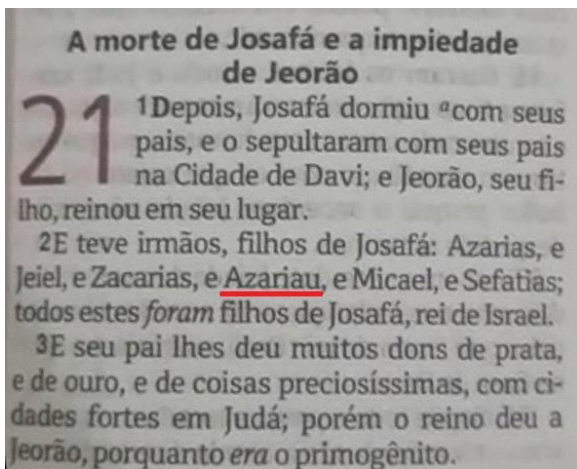 A morte de Josafá e a impiedade
de Jeorão
21 1Depois, Josafá dormiu acom seus
pais, e o sepultaram com seus pais
na Cidade de Davi; e Jeorão, seu fi-
lho, reinou em seu lugar.
2E teve irmãos, filhos de Josafá: Azarias, e
Jeiel, e Zacarias, e Azariau, e Micael, e Sefatias;
todos estes foram filhos de Josafá, rei de Israel.
3E seu pai lhes deu muitos dons de prata,
e de ouro, e de coisas preciosíssimas, com ci-
dades fortes em Judá; porém o reino deu a
Jeorão, porquanto era o primogênito.